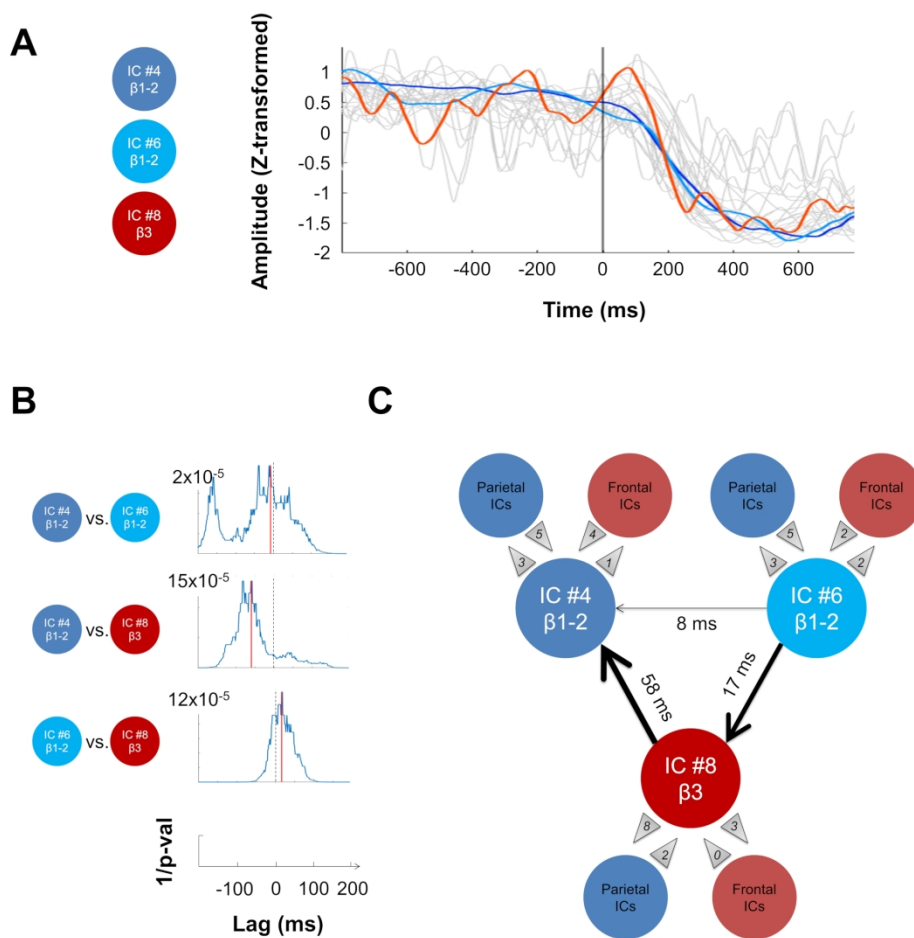 A
IC #4
β1-2
IC #6
β1-2
IC #8
β3
Amplitude (Z-transformed)
1
0.5
0
-0.5
-1
-1.5
-2
-600
-400
-200
0
200
400
600
Time (ms)
B
IC #4
β1-2
vs.
IC #6
β1-2
2x10-5
IC #4
β1-2
vs.
IC #8
β3
15x10-5
IC #6
β1-2
vs.
IC #8
β3
12x10-5
1/p-val
-100
0
100
200
Lag (ms)
C
Parietal
ICs
Frontal
ICs
Parietal
ICs
Frontal
ICs
5
3
4
1
5
3
2
2
IC #4
β1-2
IC #6
β1-2
8 ms
58 ms
17 ms
IC #8
β3
8
2
3
0
Parietal
ICs
Frontal
ICs